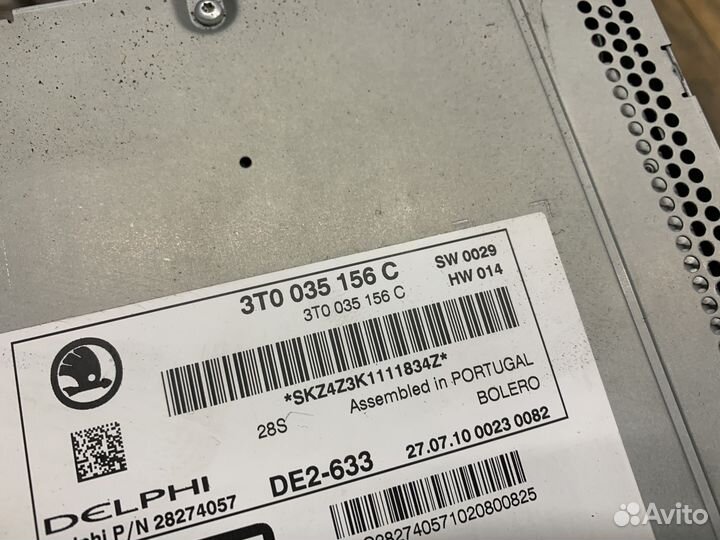 3T0 035 156 C
SW 0029
3T0 035 156 C
HW 014
*SKZ4Z3K1111834Z*
28S
Assembled in PORTUGAL
BOLERO
DELPHI
DE2-633
27.07.10 0023 0082
P/N 28274057
282740571020800825
Avito